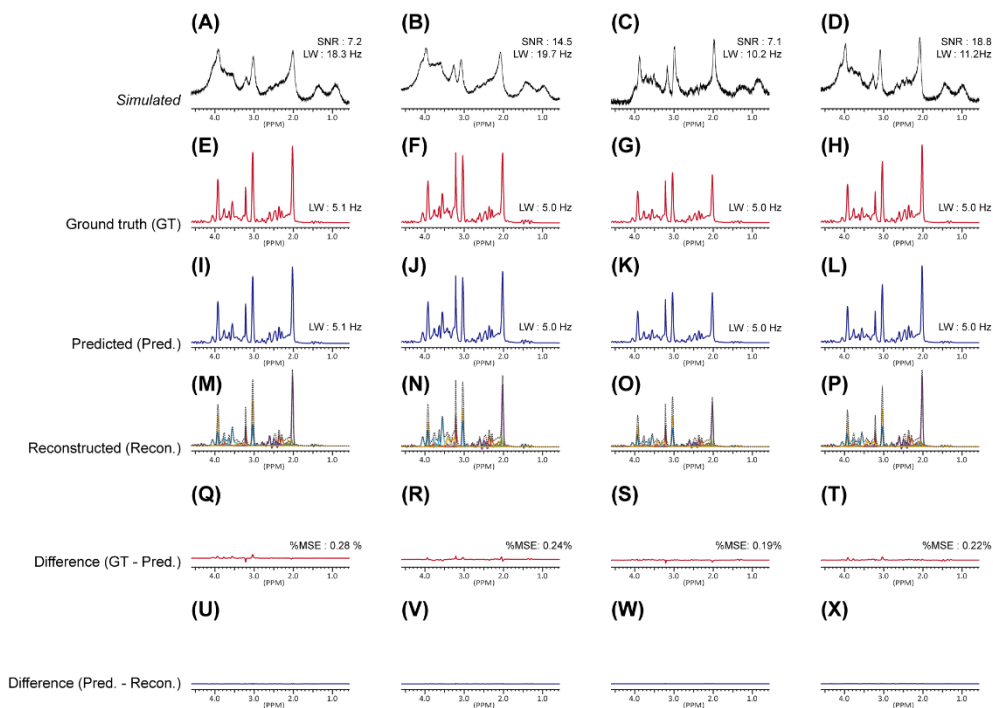 (A) (B) (C) (D)
SNR : 7.2 SNR : 14.5 SNR : 7.1 SNR : 18.8
LW : 18.3 Hz LW : 19.7 Hz LW : 10.2 Hz LW : 11.2Hz
Simulated
4.0 3.0 2.0 1.0 4.0 3.0 2.0 1.0 4.0 3.0 2.0 1.0 4.0 3.0 2.0 1.0
(PPM) (PPM) (PPM) (PPM)
(E) (F) (G) (H)
LW : 5.1 Hz LW : 5.0 Hz LW : 5.0 Hz LW : 5.0 Hz
Ground truth (GT)
4.0 3.0 2.0 1.0 4.0 3.0 2.0 1.0 4.0 3.0 2.0 1.0 4.0 3.0 2.0 1.0
(PPM) (PPM) (PPM) (PPM)
(I) (J) (K) (L)
LW : 5.1 Hz LW : 5.0 Hz LW : 5.0 Hz LW : 5.0 Hz
Predicted (Pred.)
4.0 3.0 2.0 1.0 4.0 3.0 2.0 1.0 4.0 3.0 2.0 1.0 4.0 3.0 2.0 1.0
(PPM) (PPM) (PPM) (PPM)
(M) (N) (O) (P)
Reconstructed (Recon.)
4.0 3.0 2.0 1.0 4.0 3.0 2.0 1.0 4.0 3.0 2.0 1.0 4.0 3.0 2.0 1.0
(PPM) (PPM) (PPM) (PPM)
(Q) (R) (S) (T)
%MSE : 0.28 % %MSE : 0.24% %MSE: 0.19% %MSE : 0.22%
Difference (GT - Pred.)
4.0 3.0 2.0 1.0 4.0 3.0 2.0 1.0 4.0 3.0 2.0 1.0 4.0 3.0 2.0 1.0
(PPM) (PPM) (PPM) (PPM)
(U) (V) (W) (X)
Difference (Pred. - Recon.)
4.0 3.0 2.0 1.0 4.0 3.0 2.0 1.0 4.0 3.0 2.0 1.0 4.0 3.0 2.0 1.0
(PPM) (PPM) (PPM) (PPM)